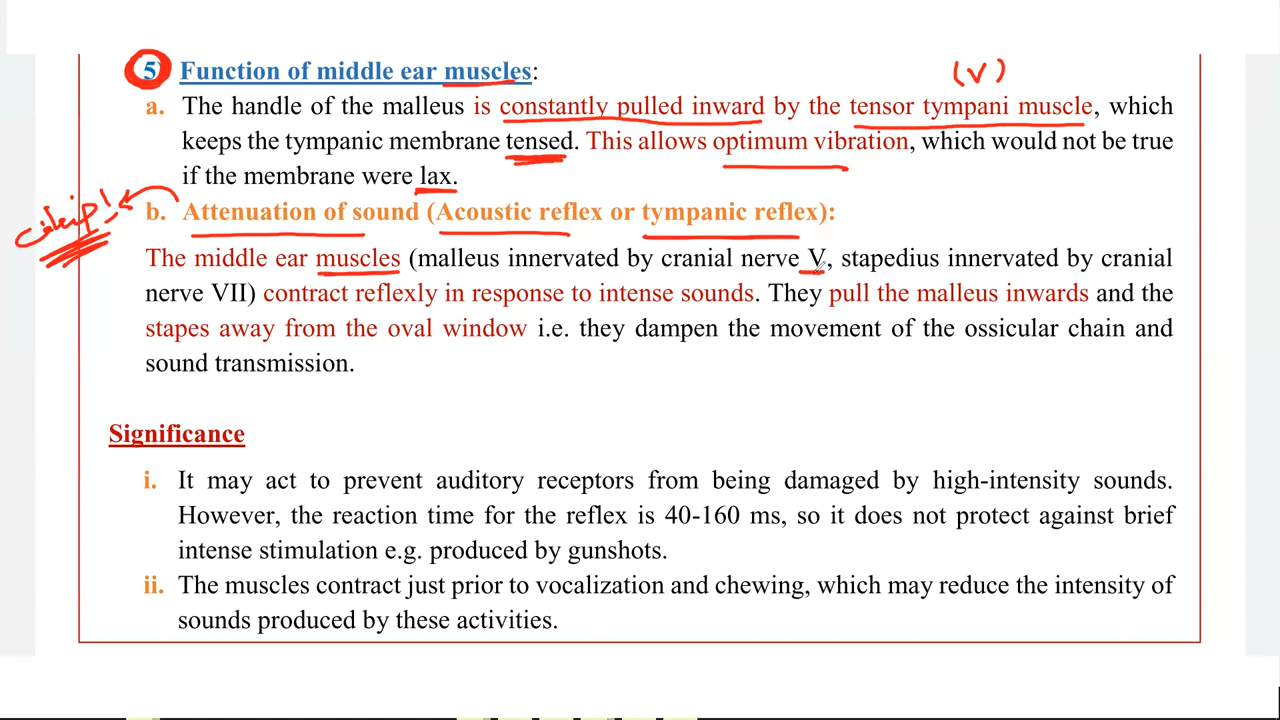 5) Function of middle ear muscles:
(V)
a. The handle of the malleus is constantly pulled inward by the tensor tympani muscle, which
keeps the tympanic membrane tensed. This allows optimum vibration, which would not be true
if the membrane were lax.
b. Attenuation of sound (Acoustic reflex or tympanic reflex):
The middle ear muscles (malleus innervated by cranial nerve V, stapedius innervated by cranial
nerve VII) contract reflexly in response to intense sounds. They pull the malleus inwards and the
stapes away from the oval window i.e. they dampen the movement of the ossicular chain and
sound transmission.
Significance
i. It may act to prevent auditory receptors from being damaged by high-intensity sounds.
However, the reaction time for the reflex is 40-160 ms, so it does not protect against brief
intense stimulation e.g. produced by gunshots.
ii. The muscles contract just prior to vocalization and chewing, which may reduce the intensity of
sounds produced by these activities.